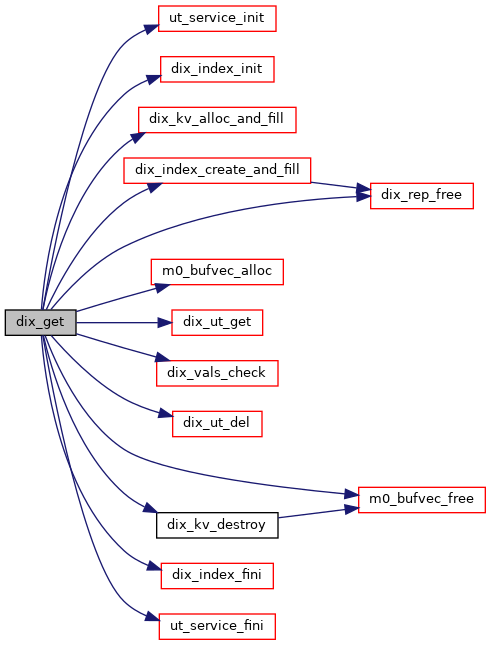 ut_service_init
dix_index_init
dix_kv_alloc_and_fill
dix_index_create_and_fill
dix_rep_free
m0_bufvec_alloc
dix_get
dix_ut_get
dix_vals_check
dix_ut_del
m0_bufvec_free
dix_kv_destroy
dix_index_fini
ut_service_fini